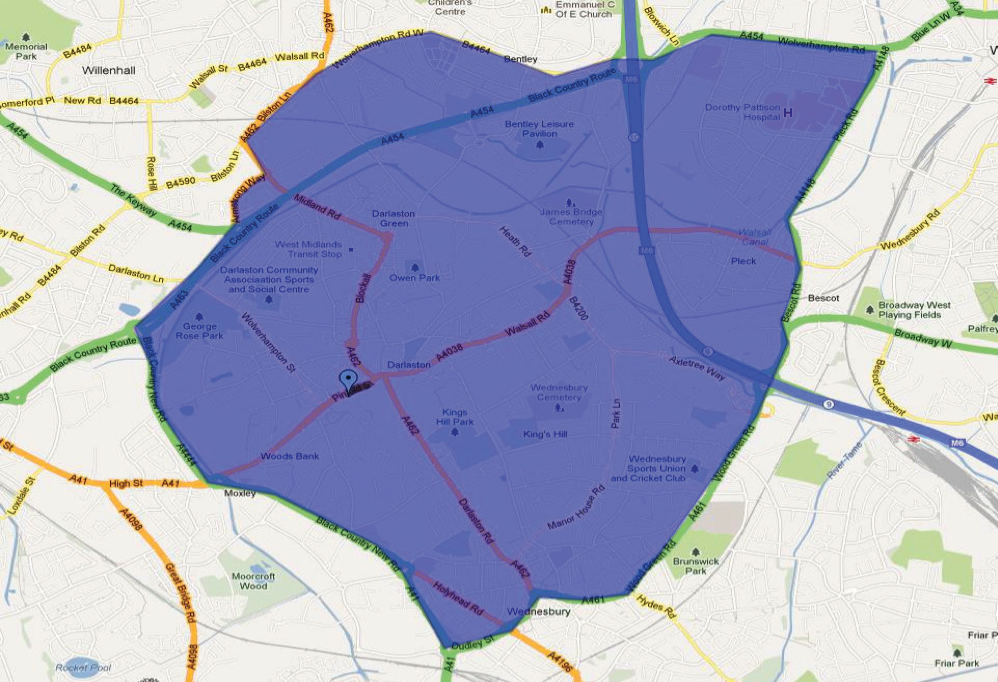 Children's
Centre
Emmanuel C
Of E Church
A462
Bloxwich Ln
A34
Blue Ln W
Memorial
Park
B4484
Walsall Rd
Wolverhampton Rd W
B4464
Bentley
A454
Wolverhampton Rd
A4148
Willenhall
Walsall St
B4464
M6
Black Country Route
New Rd
B4464
A454
Bilston Ln
A462
A454
Dorothy Pattison
Hospital
H
Bentley Leisure
Pavilion
Pleck Rd
A454
Rose Hill
Bilston Ln
B4590
The Keyway
A454
Midland Rd
Black Country Route
Darlaston
Green
James Bridge
Cemetery
A4148
Wednesbury Rd
Walsall
Canal
Heath Rd
West Midlands
Transit Stop
M6
Pleck
Bilston Rd
B4484
Darlaston Ln
Darlaston Community
Association Sports
and Social Centre
Owen Park
A4038
Blockall
A463
B4200
Bescot Rd
Bescot
Broadway West
Playing Fields
George
Rose Park
Wolverhampton St
Walsall Rd
Broadway W
Black Country Route
Black Country New Rd
A462
A4038
Darlaston
Axletree Way
Bescot Crescent
Wednesbury
Cemetery
9
M6
Kings
Hill Park
A462
King's Hill
Park Ln
Woods Bank
A4444
Wednesbury
Sports Union
and Cricket Club
Wood Green Rd
River Tame
A41
High St
A41
Moxley
Loxdale St
A4098
Manor House Rd
Darlaston Rd
A461
Black Country New Rd
Brunswick
Park
Wood Green Rd
Moorcroft
Wood
Great Bridge Rd
A462
A41
Holyhead Rd
A461
Wednesbury
Hydes Rd
Dudley St
A4196
A41
A4098
Rocket Pool
Friar Park